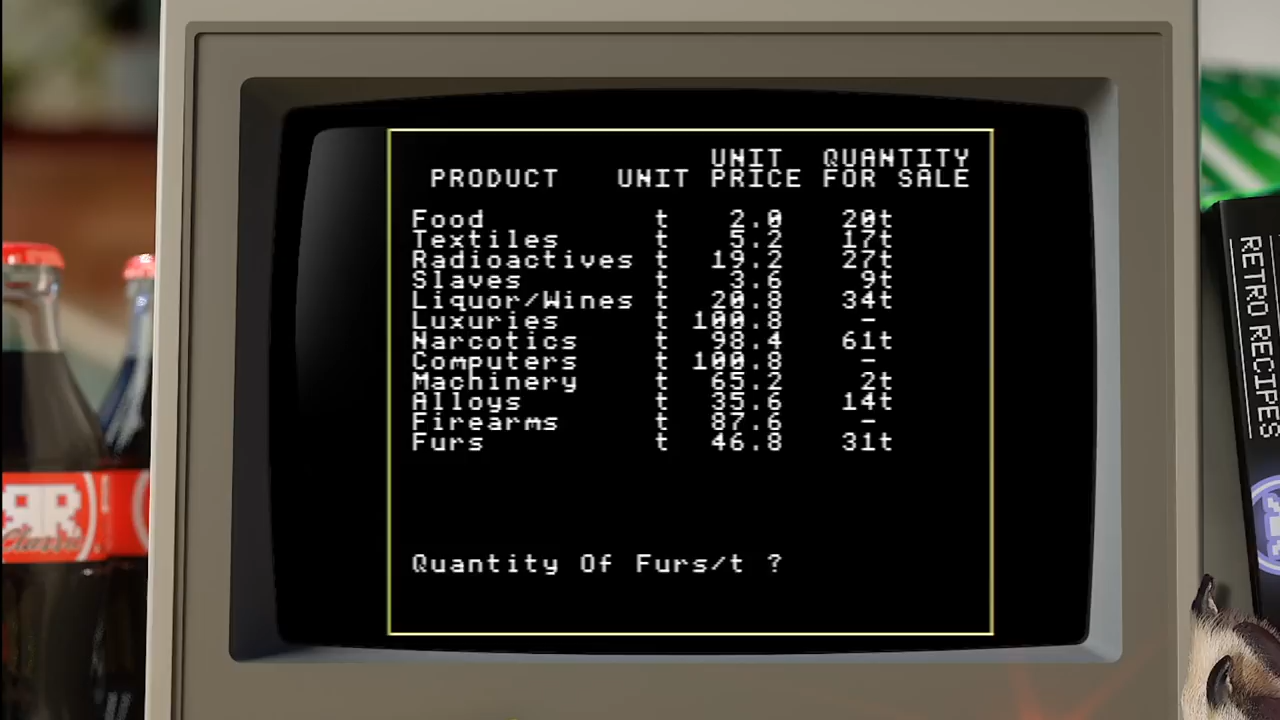 UNIT QUANTITY
PRODUCT UNIT PRICE FOR SALE
Food t 2.0 20t
Textiles t 5.2 17t
Radioactives t 19.2 27t
Slaves t 3.6 9t
Liquor/Wines t 20.8 34t
Luxuries t 100.8 -
Narcotics t 98.4 61t
Computers t 100.8 -
Machinery t 65.2 2t
Alloys t 35.6 14t
Firearms t 87.6 -
Furs t 46.8 31t
Quantity Of Furs/t ?
RETRO RECIPES
RR
Classic